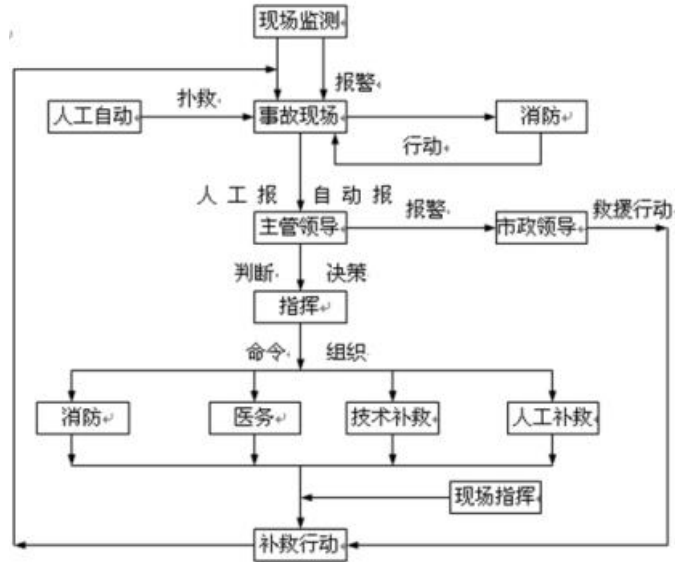 现场监测
报警
扑救
人工自动
事故现场
消防
行动
人工报 自动报
报警
救援行动
主管领导
市政领导
判断 决策
指挥
命令 组织
消防
医务
技术补救
人工补救
现场指挥
补救行动